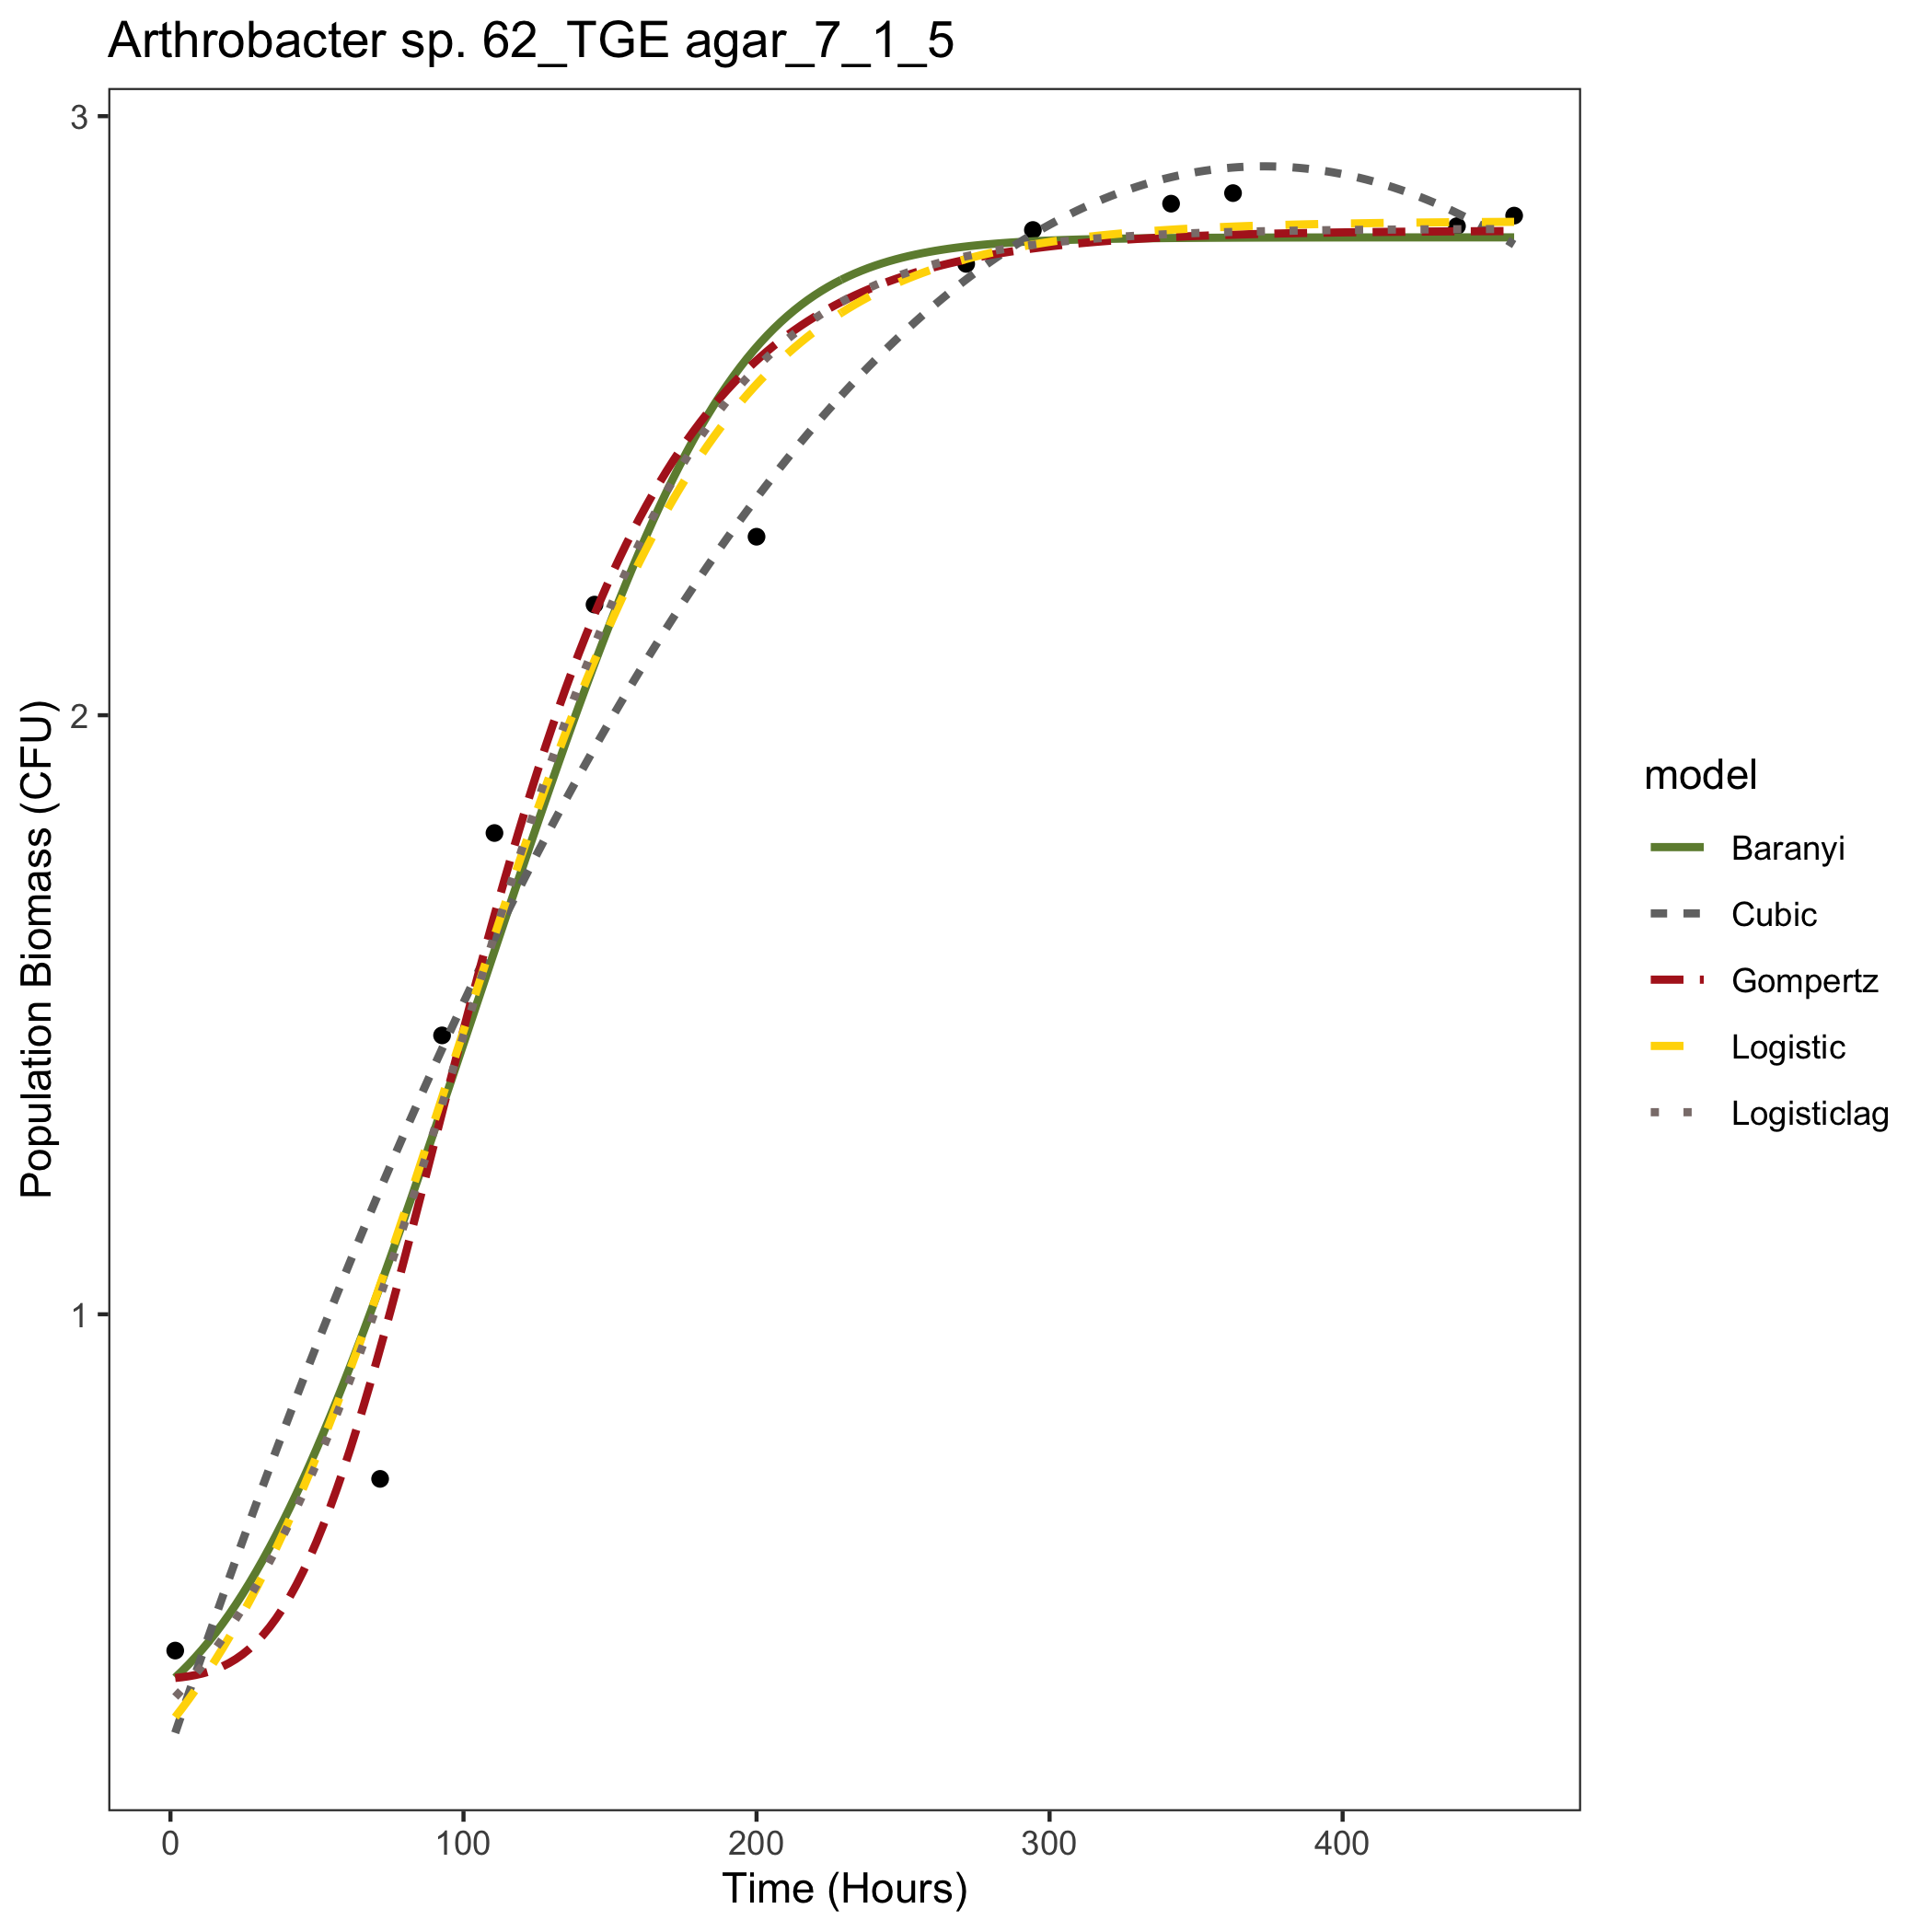 Arthrobacter sp. 62_TGE agar_7_1_5
3
2
1
Population Biomass (CFU)
0 100 200 300 400
Time (Hours)
model
Baranyi
Cubic
Gompertz
Logistic
Logisticlag